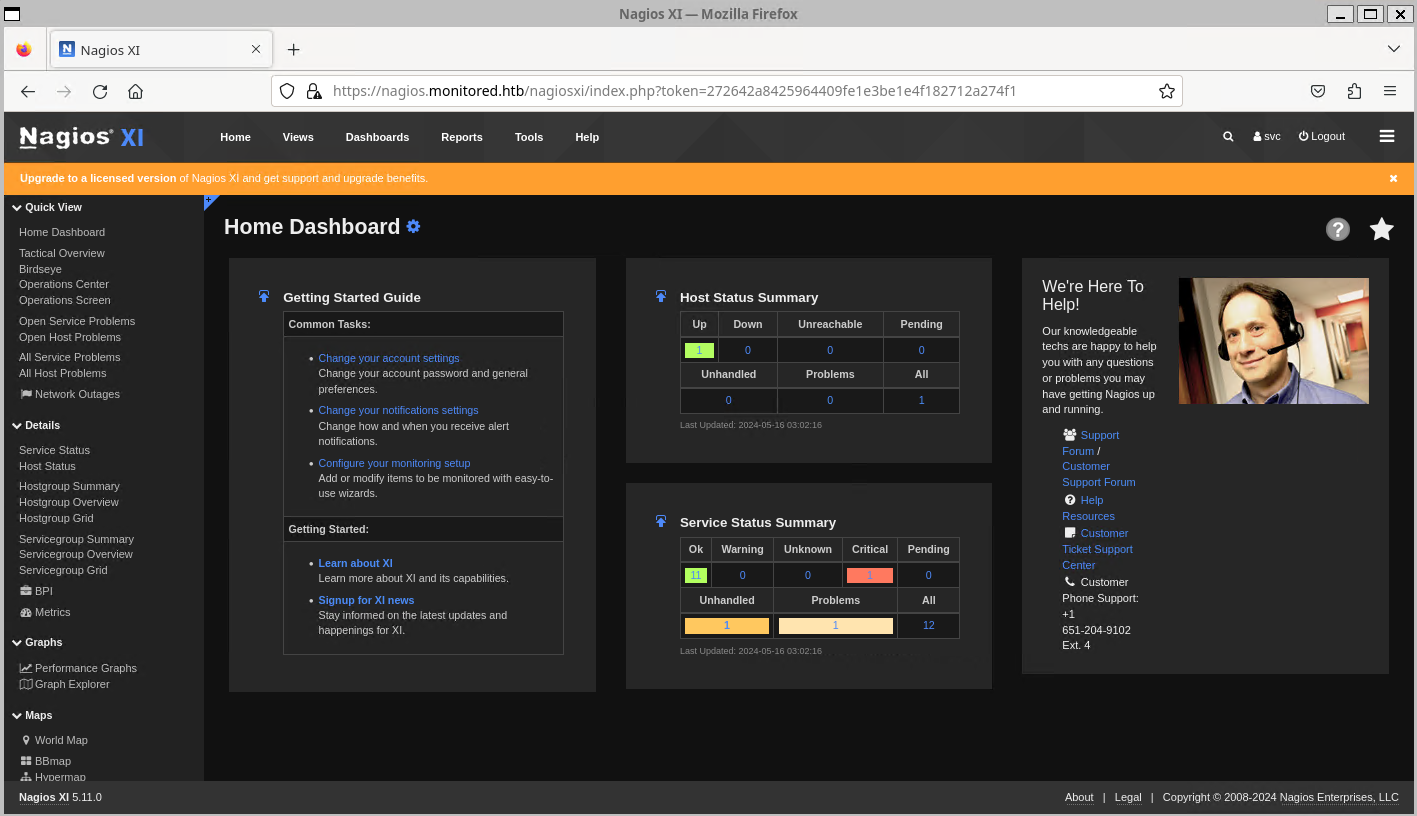 Nagios XI — Mozilla Firefox
Nagios XI
https://nagios.monitored.htb/nagiosxi/index.php?token=272642a8425964409fe1e3be1e4f182712a274f1
Nagios® XI
Home Views Dashboards Reports Tools Help svc Logout
Upgrade to a licensed version of Nagios XI and get support and upgrade benefits.
Quick View
Home Dashboard
Tactical Overview
Birdseye
Operations Center
Operations Screen
Open Service Problems
Open Host Problems
All Service Problems
All Host Problems
Network Outages
Details
Service Status
Host Status
Hostgroup Summary
Hostgroup Overview
Hostgroup Grid
Servicegroup Summary
Servicegroup Overview
Servicegroup Grid
BPI
Metrics
Graphs
Performance Graphs
Graph Explorer
Maps
World Map
BBmap
Hypermap
Home Dashboard
Getting Started Guide
Common Tasks:
• Change your account settings
Change your account password and general
preferences.
• Change your notifications settings
Change how and when you receive alert
notifications.
• Configure your monitoring setup
Add or modify items to be monitored with easy-to-
use wizards.
Getting Started:
• Learn about XI
Learn more about XI and its capabilities.
• Signup for XI news
Stay informed on the latest updates and
happenings for XI.
Host Status Summary
Up Down Unreachable Pending
1 0 0 0
Unhandled Problems All
0 0 1
Last Updated: 2024-05-16 03:02:16
Service Status Summary
Ok Warning Unknown Critical Pending
11 0 0 1 0
Unhandled Problems All
1 1 12
Last Updated: 2024-05-16 03:02:16
We're Here To
Help!
Our knowledgeable
techs are happy to help
you with any questions
or problems you may
have getting Nagios up
and running.
Support
Forum /
Customer
Support Forum
Help
Resources
Customer
Ticket Support
Center
Customer
Phone Support:
+1
651-204-9102
Ext. 4
Nagios XI 5.11.0
About | Legal | Copyright © 2008-2024 Nagios Enterprises, LLC